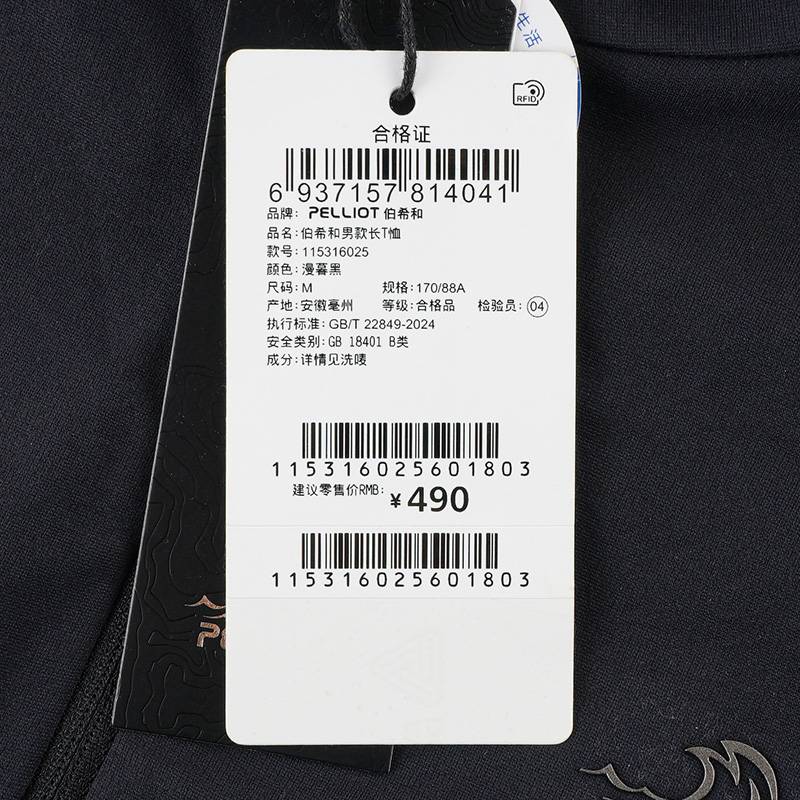 生活
RFID
合格证
6 937157 814041
品牌: PELLIOT 伯希和
品名:伯希和男款长T恤
款号:115316025
颜色:漫暮黑
尺码:M 规格:170/88A
产地:安徽亳州 等级:合格品 检验员:04
执行标准:GB/T 22849-2024
安全类别:GB 18401 B类
成分:详情见洗唛
115316025601803
建议零售价RMB: ¥490
115316025601803